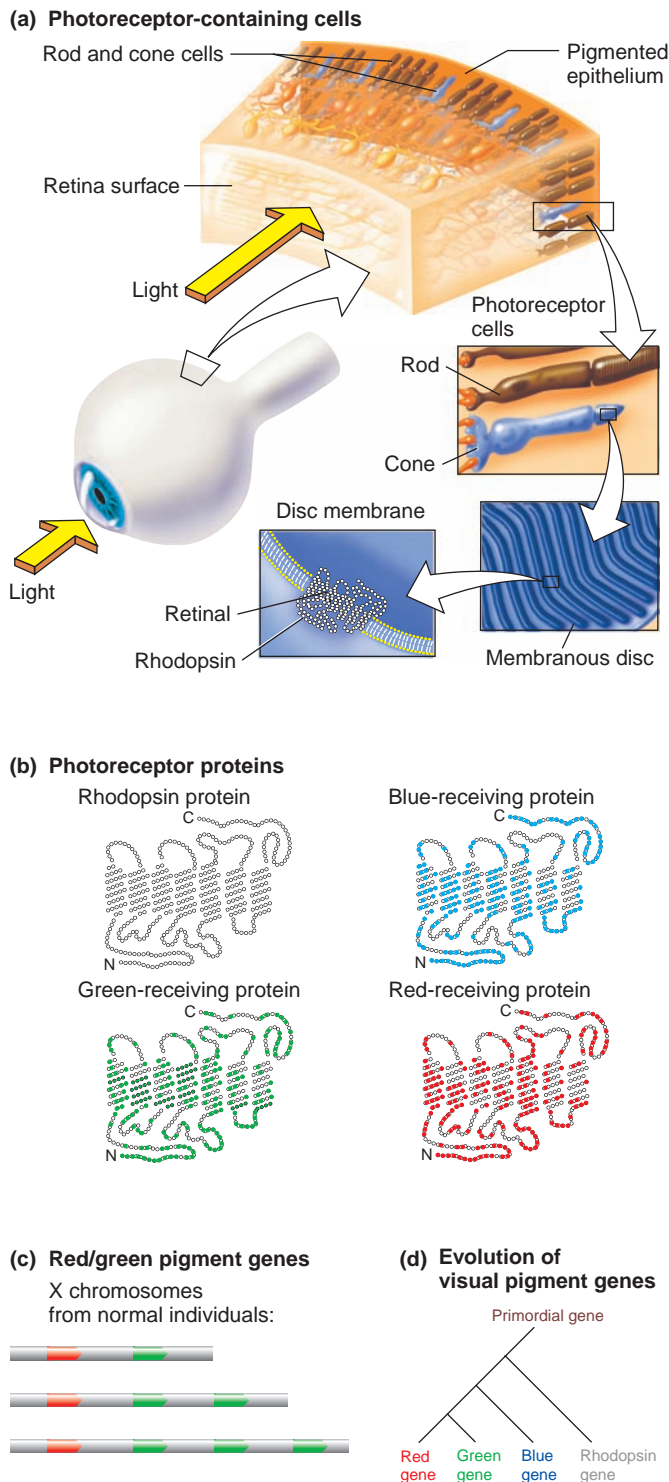 (a) Photoreceptor-containing cells
Rod and cone cells
Pigmented
epithelium
Retina surface
Light
Photoreceptor
cells
Rod
Cone
Disc membrane
Light
Retinal
Rhodopsin
Membranous disc
(b) Photoreceptor proteins
Rhodopsin protein
C
N
Blue-receiving protein
C
N
Green-receiving protein
C
N
Red-receiving protein
C
N
(c) Red/green pigment genes
X chromosomes
from normal individuals:
(d) Evolution of
visual pigment genes
Primordial gene
Red
gene
Green
gene
Blue
gene
Rhodopsin
gene